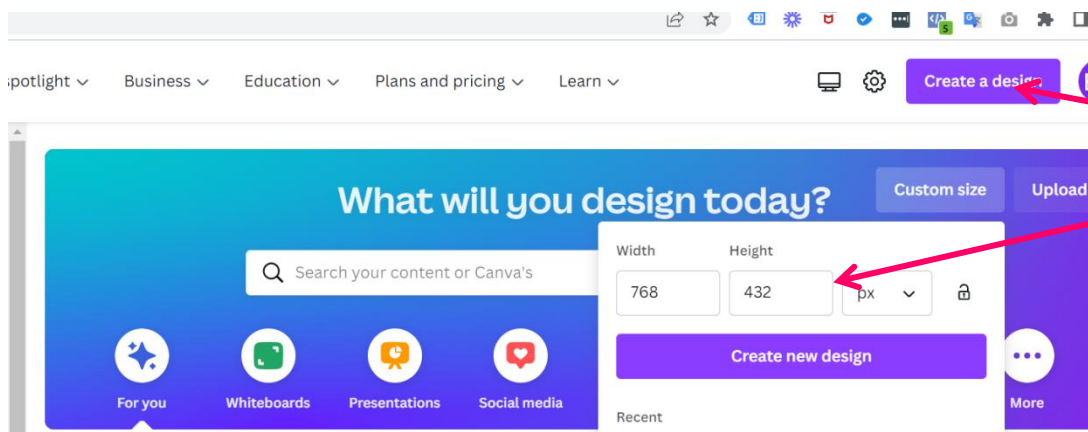 spotlight Business Education Plans and pricing Learn Create a design
What will you design today?
Custom size Upload
Search your content or Canva's
Width Height
768 432 px
Create new design
For you Whiteboards Presentations Social media More
Recent